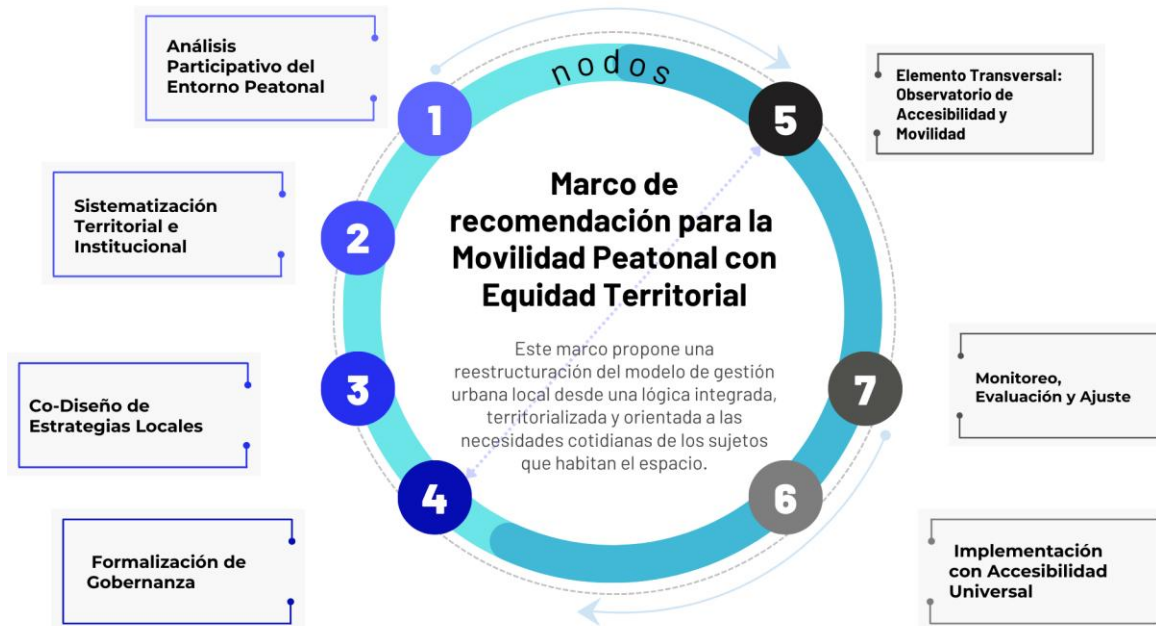 nodos
Análisis
Participativo del
Entorno Peatonal
1
Sistematización
Territorial e
Institucional
2
Co-Diseño de
Estrategias Locales
3
Formalización de
Gobernanza
4
Marco de
recomendación para la
Movilidad Peatonal con
Equidad Territorial
Este marco propone una
reestructuración del modelo de gestión
urbana local desde una lógica integrada,
territorializada y orientada a las
necesidades cotidianas de los sujetos
que habitan el espacio.
5
Elemento Transversal:
Observatorio de
Accesibilidad y
Movilidad
7
Monitoreo,
Evaluación y Ajuste
6
Implementación
con Accesibilidad
Universal